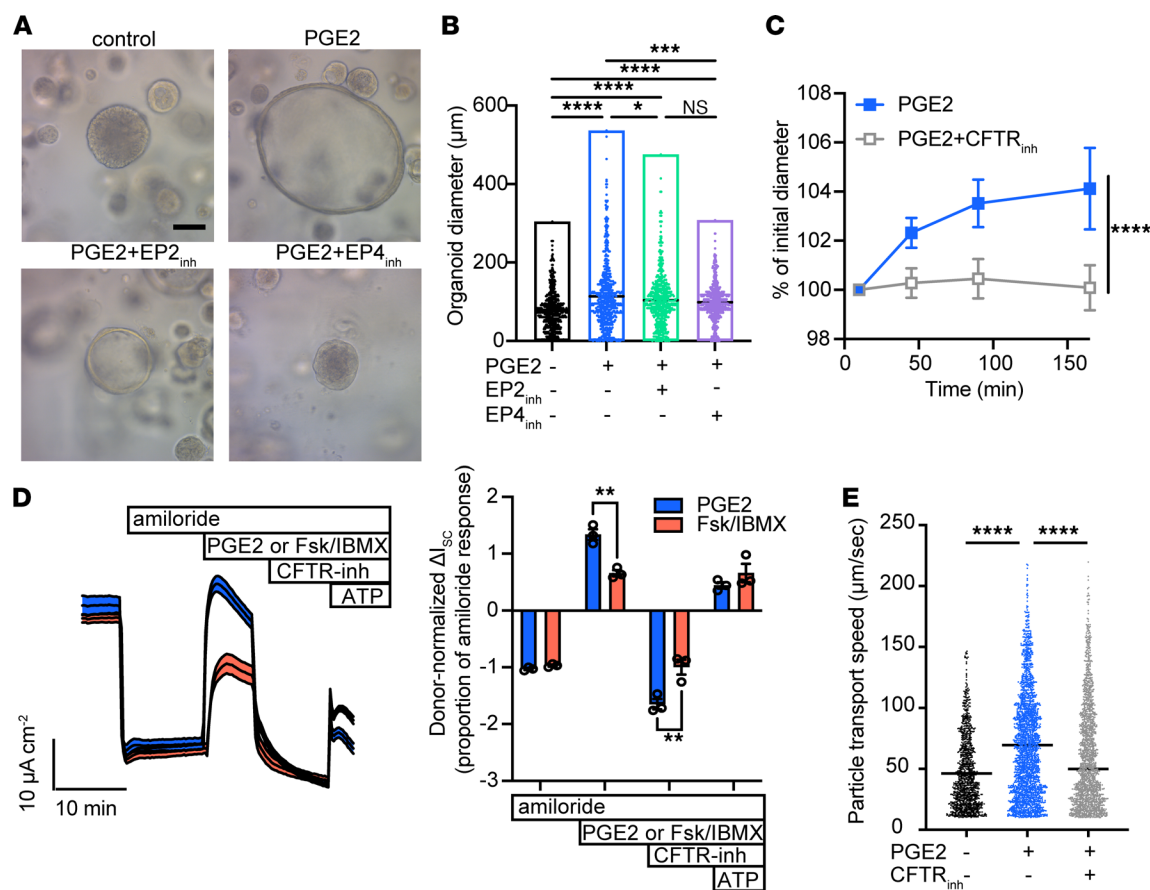 A
control
PGE2
PGE2+EP2inh
PGE2+EP4inh
B
***
****
****
**** *
NS
Organoid diameter (µm)
600
400
200
0
PGE2 - + + +
EP2inh - - + -
EP4inh - - - +
C
PGE2
PGE2+CFTRinh
% of initial diameter
108
106
104
102
100
98
****
0 50 100 150
Time (min)
D
amiloride
PGE2 or Fsk/IBMX
CFTR-inh
ATP
10 µA cm-2
10 min
Donor-normalized ΔISC
(proportion of amiloride response)
2
1
0
-1
-2
-3
**
**
PGE2
Fsk/IBMX
amiloride
PGE2 or Fsk/IBMX
CFTR-inh
ATP
E
**** ****
Particle transport speed (µm/sec)
250
200
150
100
50
0
PGE2 - + +
CFTRinh - - +